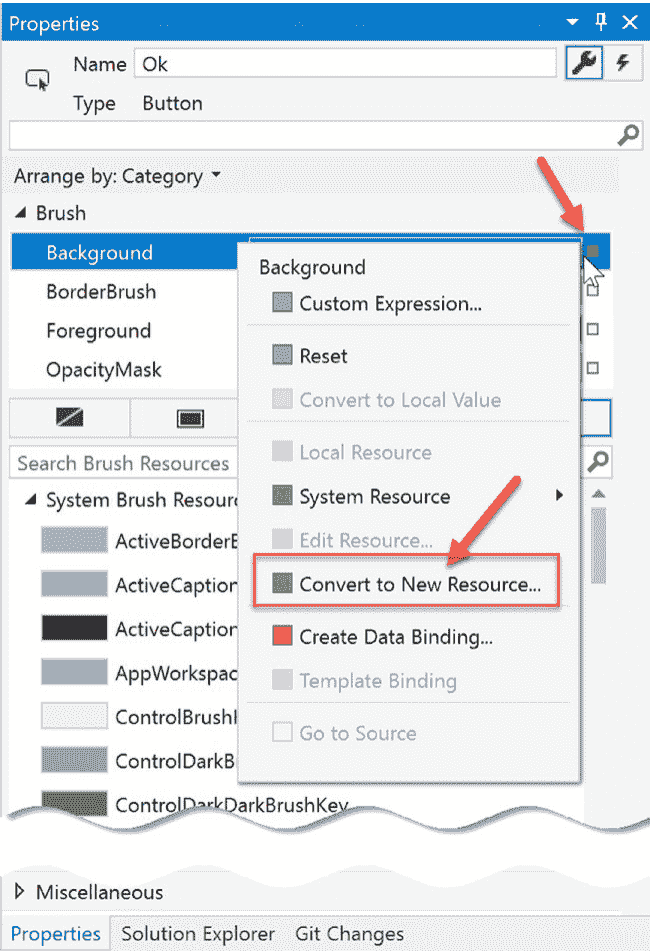 Properties
Name Ok
Type Button
Arrange by: Category
Brush
Background
BorderBrush
Foreground
OpacityMask
Search Brush Resources
System Brush Resour
ActiveBorderB
ActiveCaption
ActiveCaption
AppWorkspac
ControlBrush
ControlDarkB
ControlDarkDarkBrushKey
Background
Custom Expression...
Reset
Convert to Local Value
Local Resource
System Resource
Edit Resource...
Convert to New Resource...
Create Data Binding...
Template Binding
Go to Source
Miscellaneous
Properties Solution Explorer Git Changes